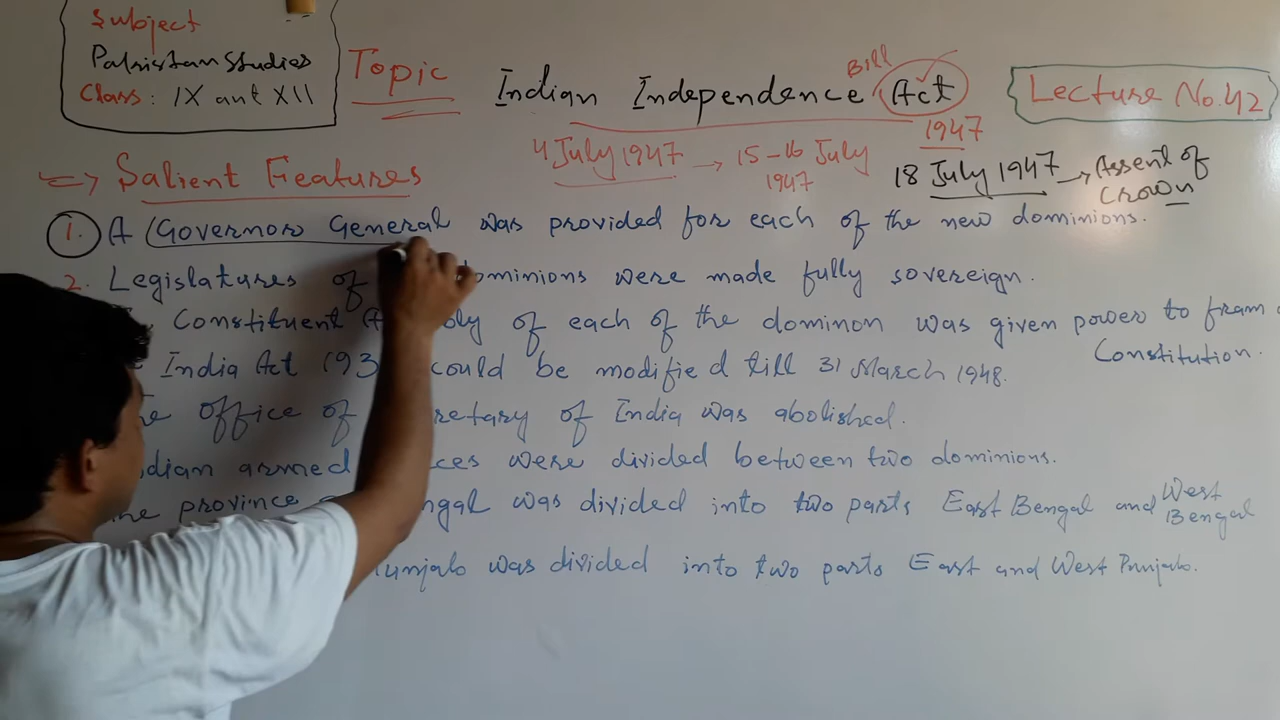 Subject
Pakistan Studies
Class: IX and XII
Topic
Indian Independence Act
Bill
1947
Lecture No.42
4 July 1947 → 15-16 July
1947
18 July 1947 → Assent of
Crown
⇒ Salient Features
1. A Governor General was provided for each of the new dominions.
2. Legislatures of dominions were made fully sovereign.
Constituent of each of the dominon was given power to fram
Constitution.
India Act 193 could be modified till 31 March 1948.
office of of India was abolished.
armed were divided between two dominions.
province was divided into two parts East Bengal and West
Bengal
Punjab was divided into two parts East and West Punjab.